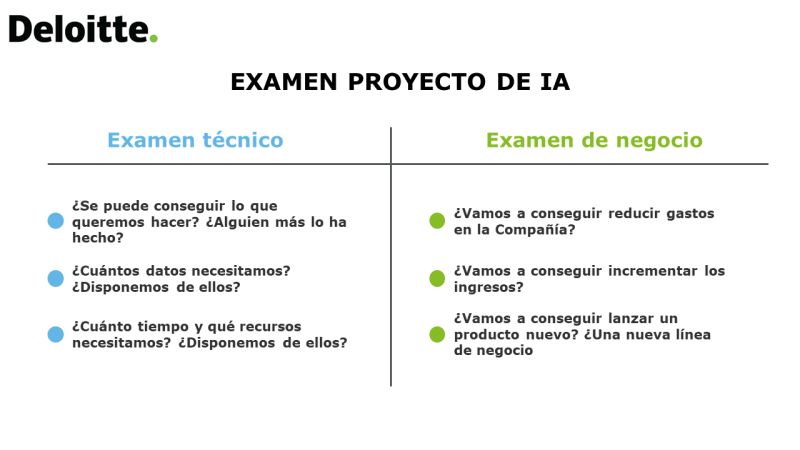 Deloitte.
EXAMEN PROYECTO DE IA
Examen técnico
¿Se puede conseguir lo que
queremos hacer? ¿Alguien más lo ha
hecho?
¿Cuántos datos necesitamos?
¿Disponemos de ellos?
¿Cuánto tiempo y qué recursos
necesitamos? ¿Disponemos de ellos?
Examen de negocio
¿Vamos a conseguir reducir gastos
en la Compañía?
¿Vamos a conseguir incrementar los
ingresos?
¿Vamos a conseguir lanzar un
producto nuevo? ¿Una nueva línea
de negocio